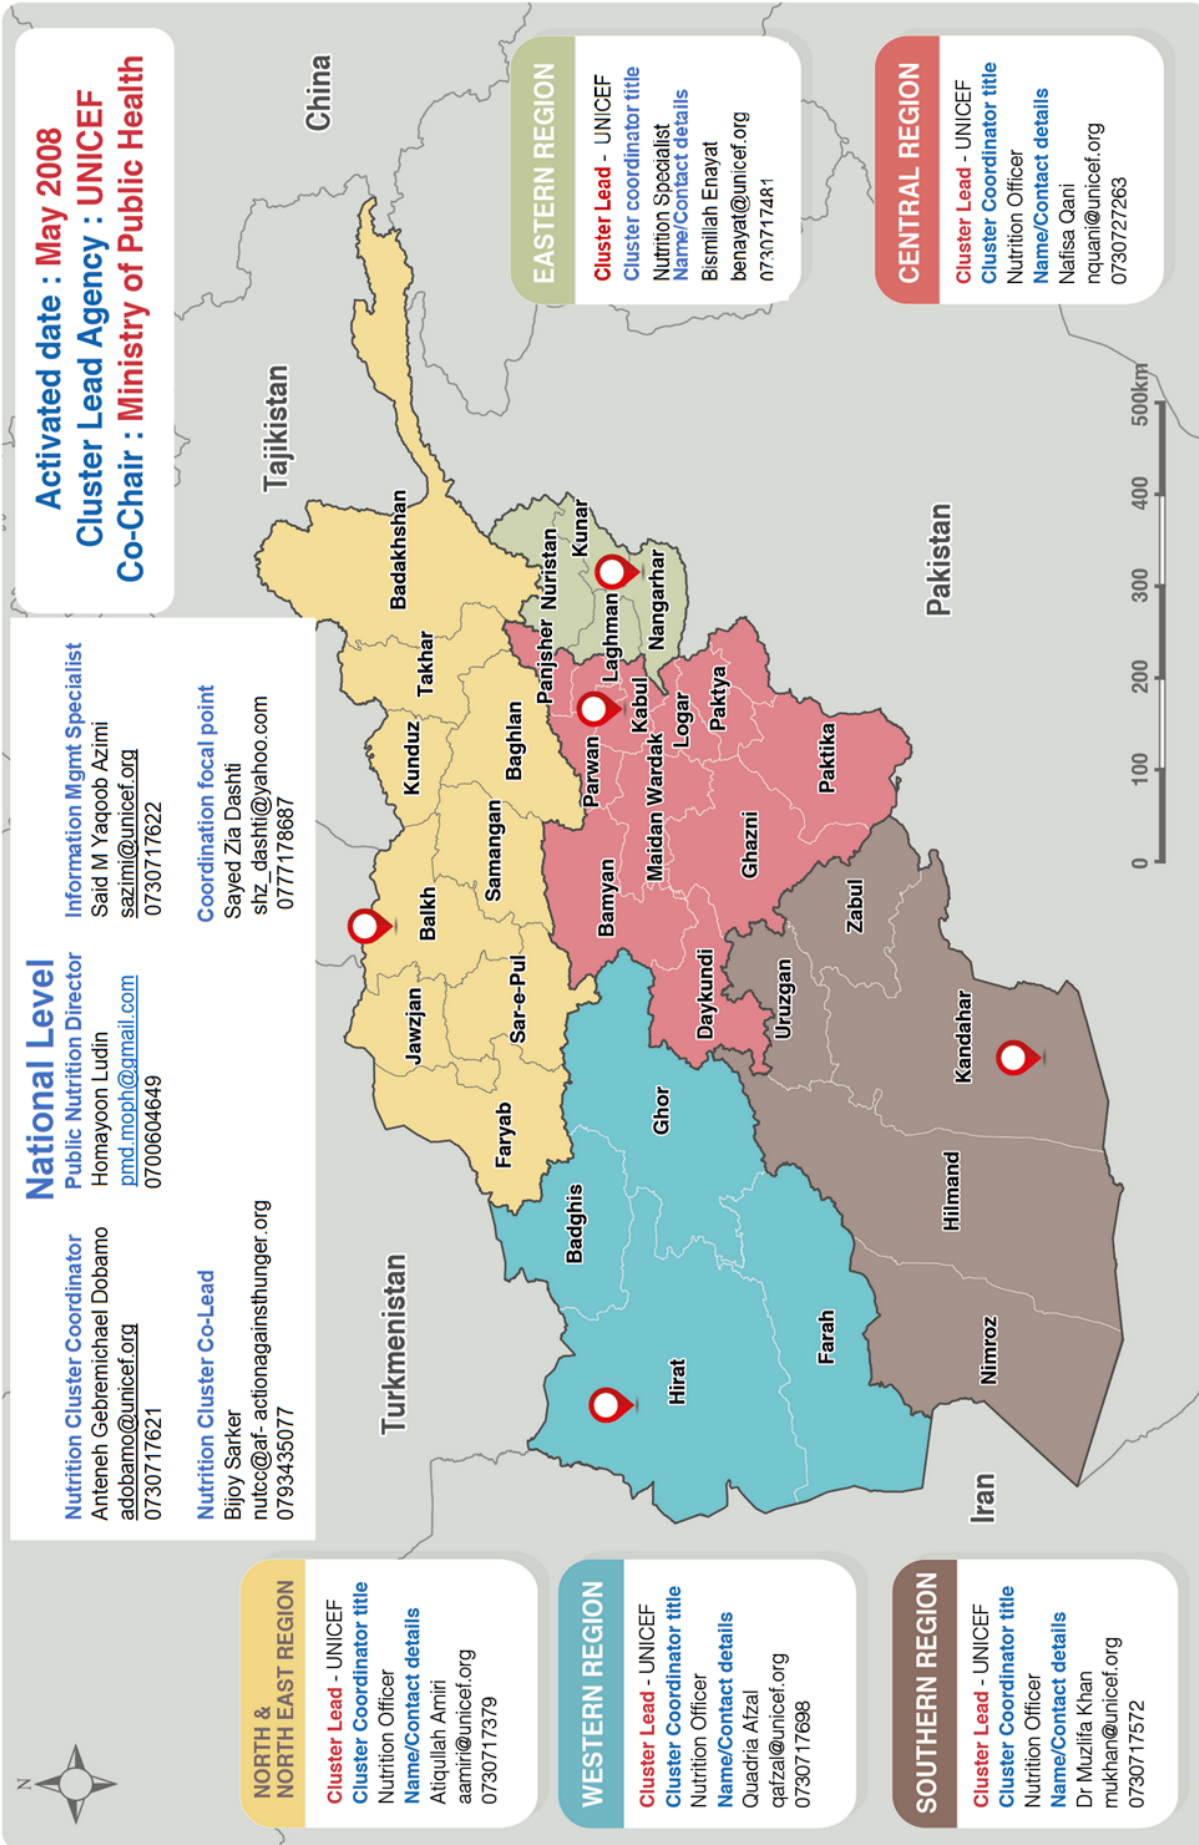 Activated date : May 2008
Cluster Lead Agency : UNICEF
Co-Chair : Ministry of Public Health
National Level
Nutrition Cluster Coordinator
Anteneh Gebremichael Dobamo
adobamo@unicef.org
0730717621
Public Nutrition Director
Homayoon Ludin
pmd.moph@gmail.com
0700604649
Information Mgmt Specialist
Said M Yaqoob Azimi
sazimi@unicef.org
0730717622
Nutrition Cluster Co-Lead
Bijoy Sarker
nutcc@af- actionagainsthunger.org
0793435077
Coordination focal point
Sayed Zia Dashti
shz_dashti@yahoo.com
0777178687
N
NORTH &
NORTH EAST REGION
Cluster Lead - UNICEF
Cluster Coordinator title
Nutrition Officer
Name/Contact details
Atiqullah Amiri
aamiri@unicef.org
0730717379
WESTERN REGION
Cluster Lead - UNICEF
Cluster Coordinator title
Nutrition Officer
Name/Contact details
Quadria Afzal
qafzal@unicef.org
0730717698
SOUTHERN REGION
Cluster Lead - UNICEF
Cluster Coordinator title
Nutrition Officer
Name/Contact details
Dr Muzlifa Khan
mukhan@unicef.org
0730717572
EASTERN REGION
Cluster Lead - UNICEF
Cluster coordinator title
Nutrition Specialist
Name/Contact details
Bismillah Enayat
benayat@unicef.org
0730717481
CENTRAL REGION
Cluster Lead - UNICEF
Cluster Coordinator title
Nutrition Officer
Name/Contact details
Nafisa Qani
nquani@unicef.org
0730727263
China
Tajikistan
Turkmenistan
Iran
Pakistan
Badakhshan
Takhar
Kunduz
Baghlan
Balkh
Samangan
Jawzjan
Sar-e-Pul
Faryab
Badghis
Ghor
Hirat
Farah
Nuristan
Kunar
Laghman
Nangarhar
Panjsher
Parwan
Kabul
Bamyan
Maidan Wardak
Logar
Paktya
Ghazni
Paktika
Daykundi
Uruzgan
Zabul
Kandahar
Hilmand
Nimroz
0 100 200 300 400 500km